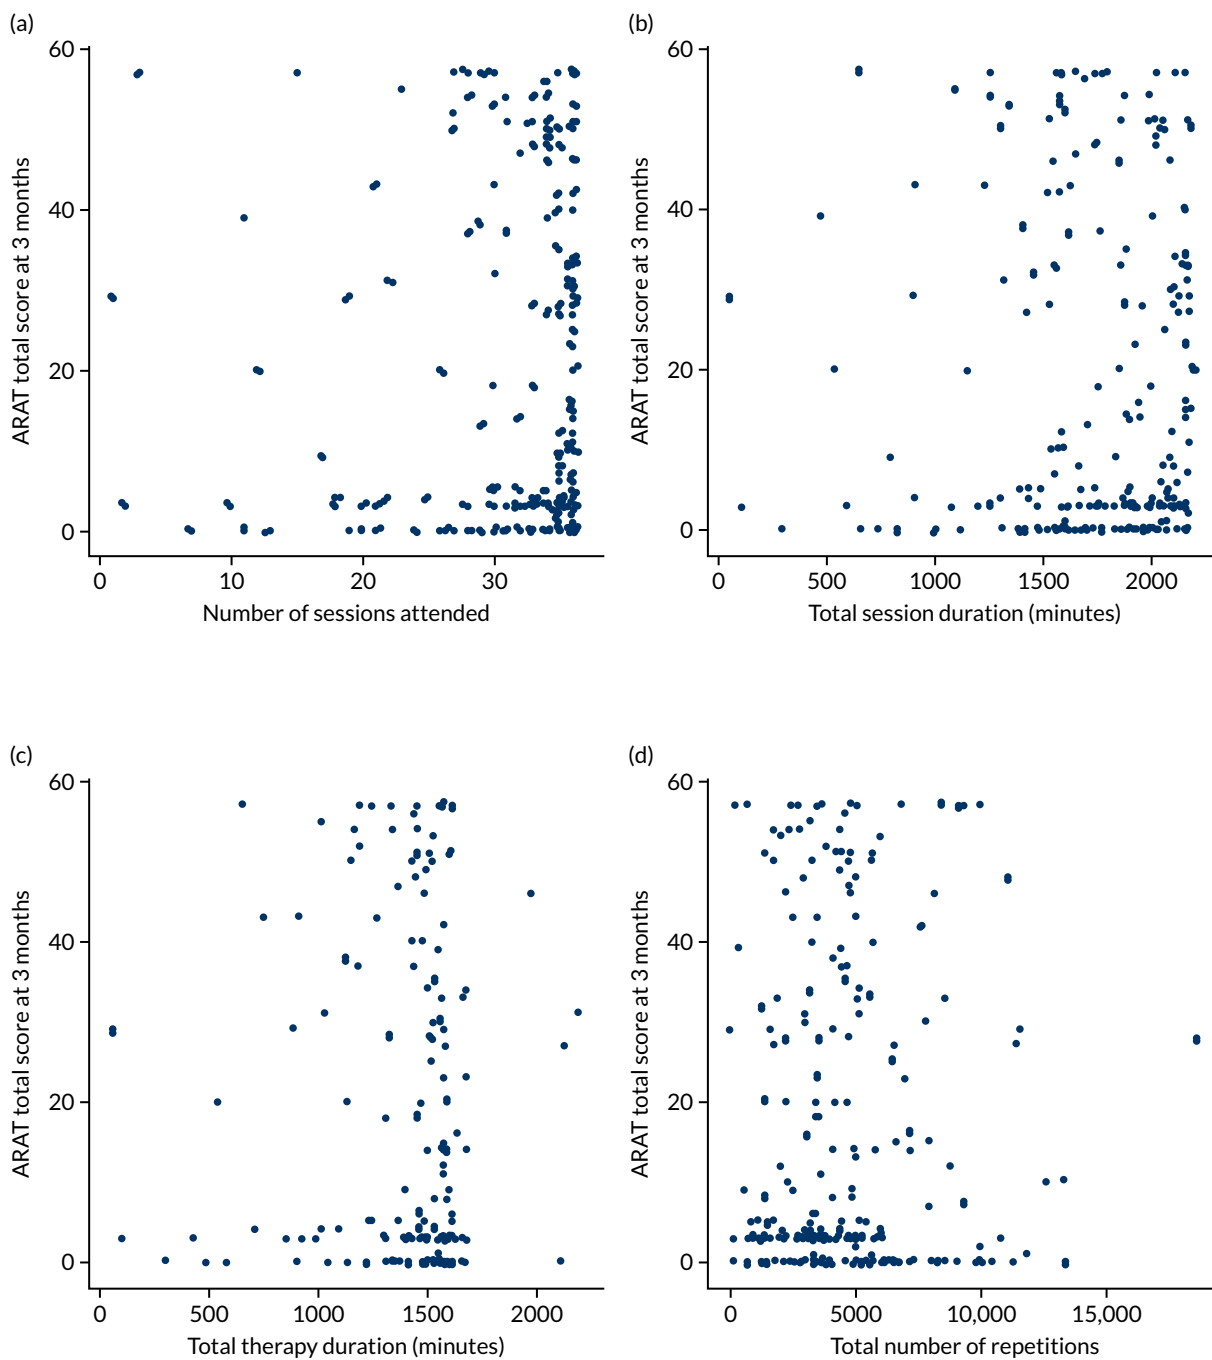 (a)
60
40
20
0
ARAT total score at 3 months
0 10 20 30
Number of sessions attended
(b)
60
40
20
0
ARAT total score at 3 months
0 500 1000 1500 2000
Total session duration (minutes)
(c)
60
40
20
0
ARAT total score at 3 months
0 500 1000 1500 2000
Total therapy duration (minutes)
(d)
60
40
20
0
ARAT total score at 3 months
0 5000 10,000 15,000
Total number of repetitions